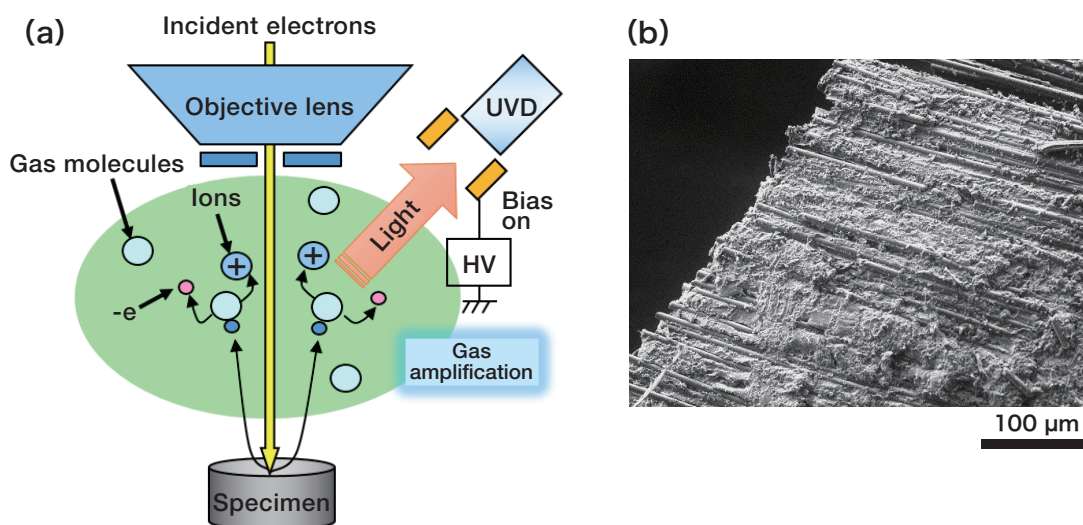 (a)
Incident electrons
Objective lens
UVD
Gas molecules
Ions
Light
Bias
on
HV
+
+
-e
Gas
amplification
Specimen
(b)
100 µm